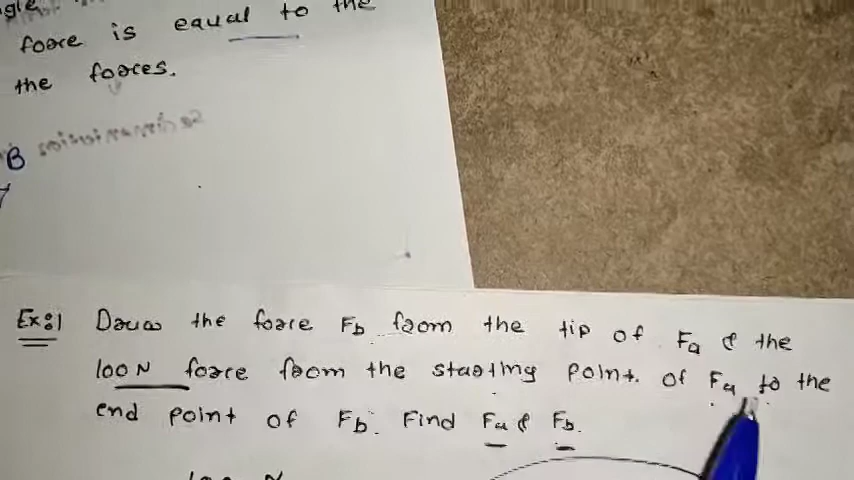 force is equal to the
the forces.
B
Ex:1 Draw the force Fb from the tip of Fa & the
100 N force from the starting point. of Fa to the
end point of Fb. Find Fa & Fb.